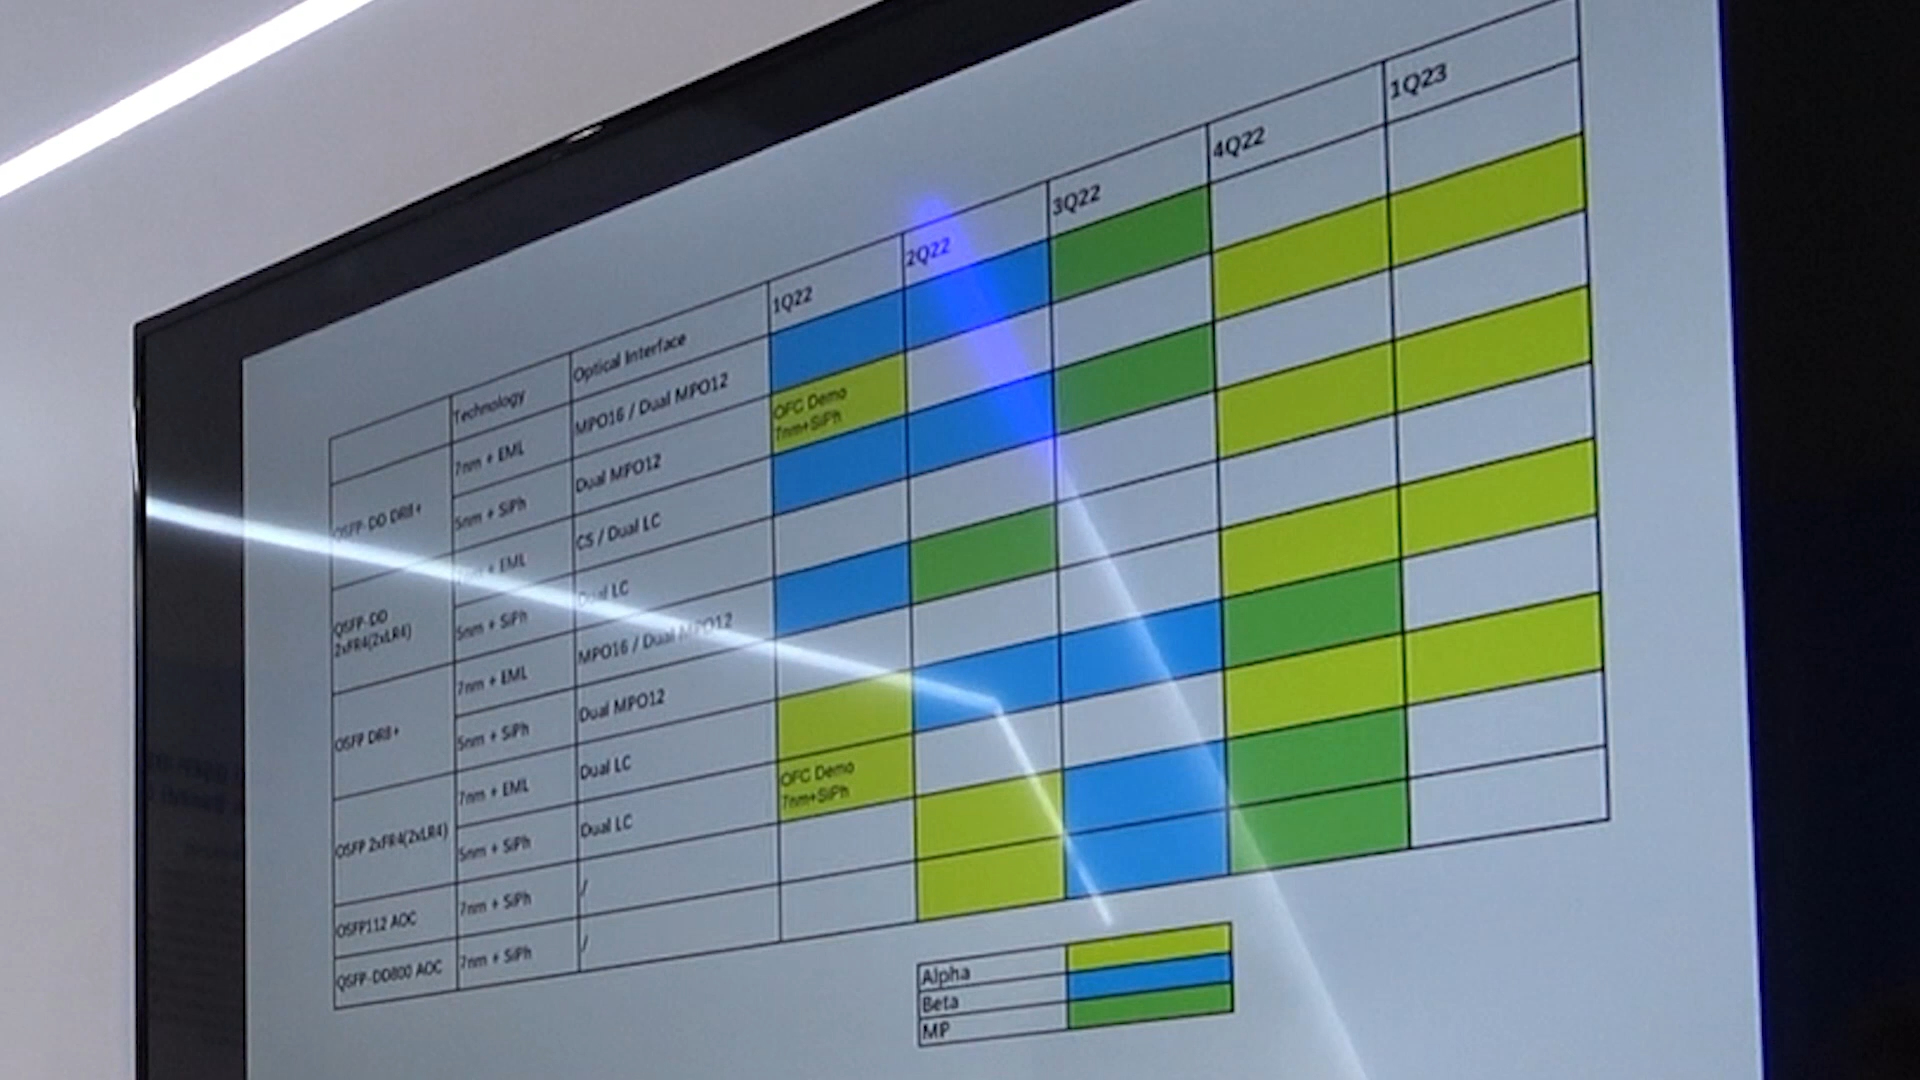 Technology Optical Interface 1Q22 2Q22 3Q22 4Q22 1Q23
QSFP-DD DR8+ 7nm + EML MPO16 / Dual MPO12
5nm + SiPh Dual MPO12 OFC Demo
7nm+SiPh
QSFP-DD
2xFR4(2xLR4) + EML CS / Dual LC
5nm + SiPh Dual LC
OSFP DR8+ 7nm + EML MPO16 / Dual MPO12
5nm + SiPh Dual MPO12
OSFP 2xFR4(2xLR4) 7nm + EML Dual LC
5nm + SiPh Dual LC OFC Demo
7nm+SiPh
OSFP112 AOC 7nm + SiPh /
QSFP-DD800 AOC 7nm + SiPh /
Alpha
Beta
MP